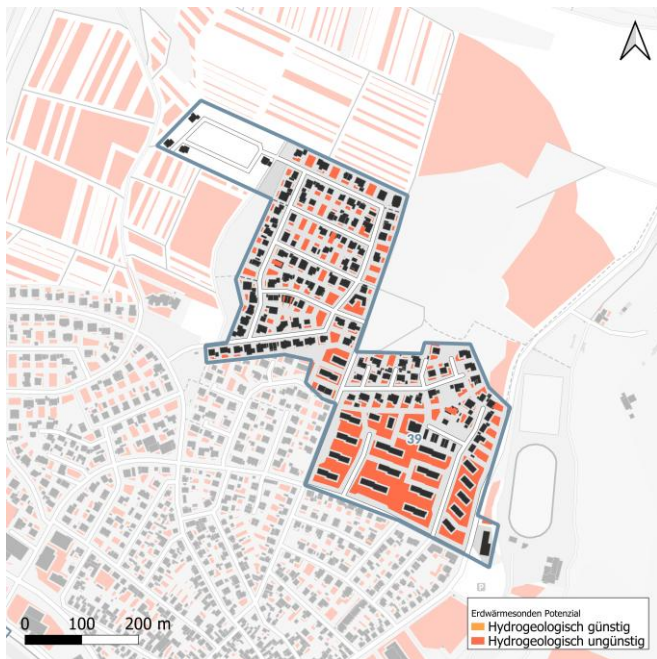 39
P
0 100 200 m
Erdwärmesonden Potenzial
Hydrogeologisch günstig
Hydrogeologisch ungünstig